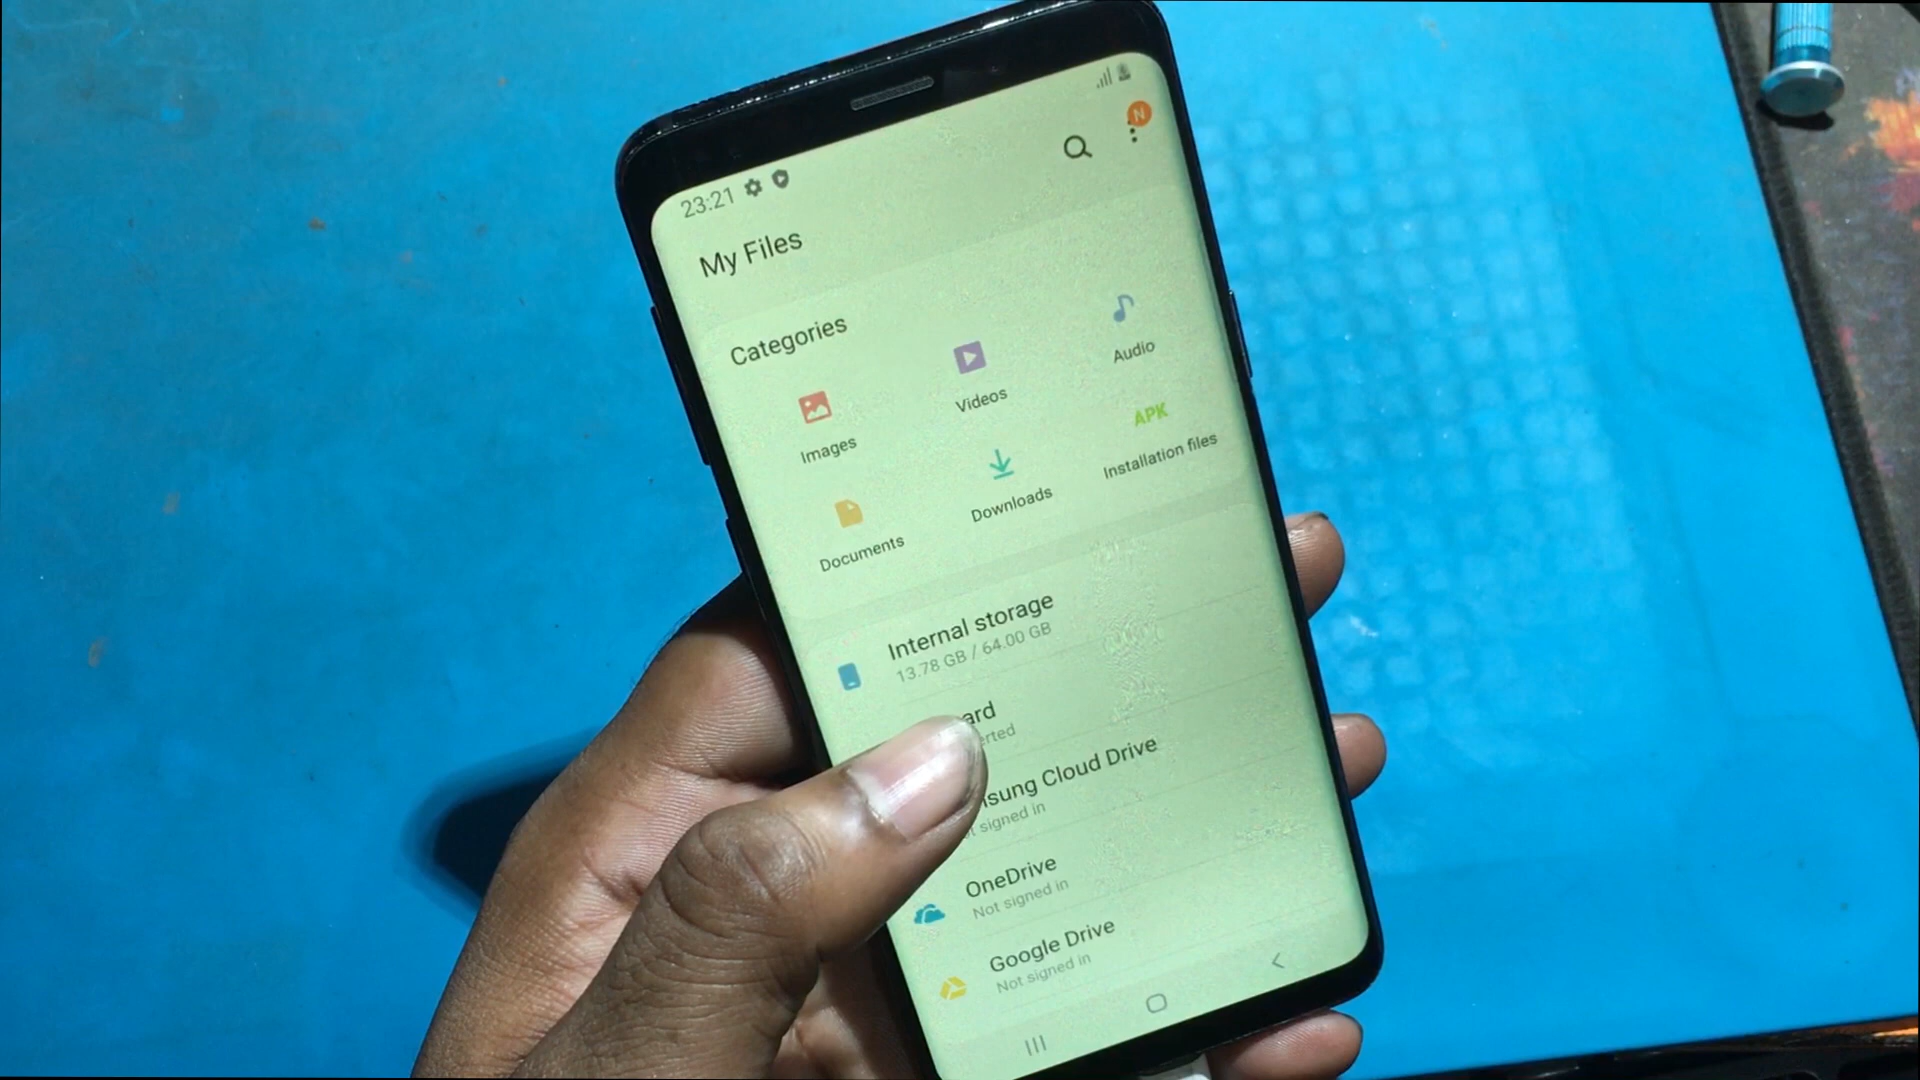 23:21
N
My Files
Categories
Images
Videos
Audio
Documents
Downloads
APK
Installation files
Internal storage
13.78 GB / 64.00 GB
ard
erted
sung Cloud Drive
signed in
OneDrive
Not signed in
Google Drive
Not signed in